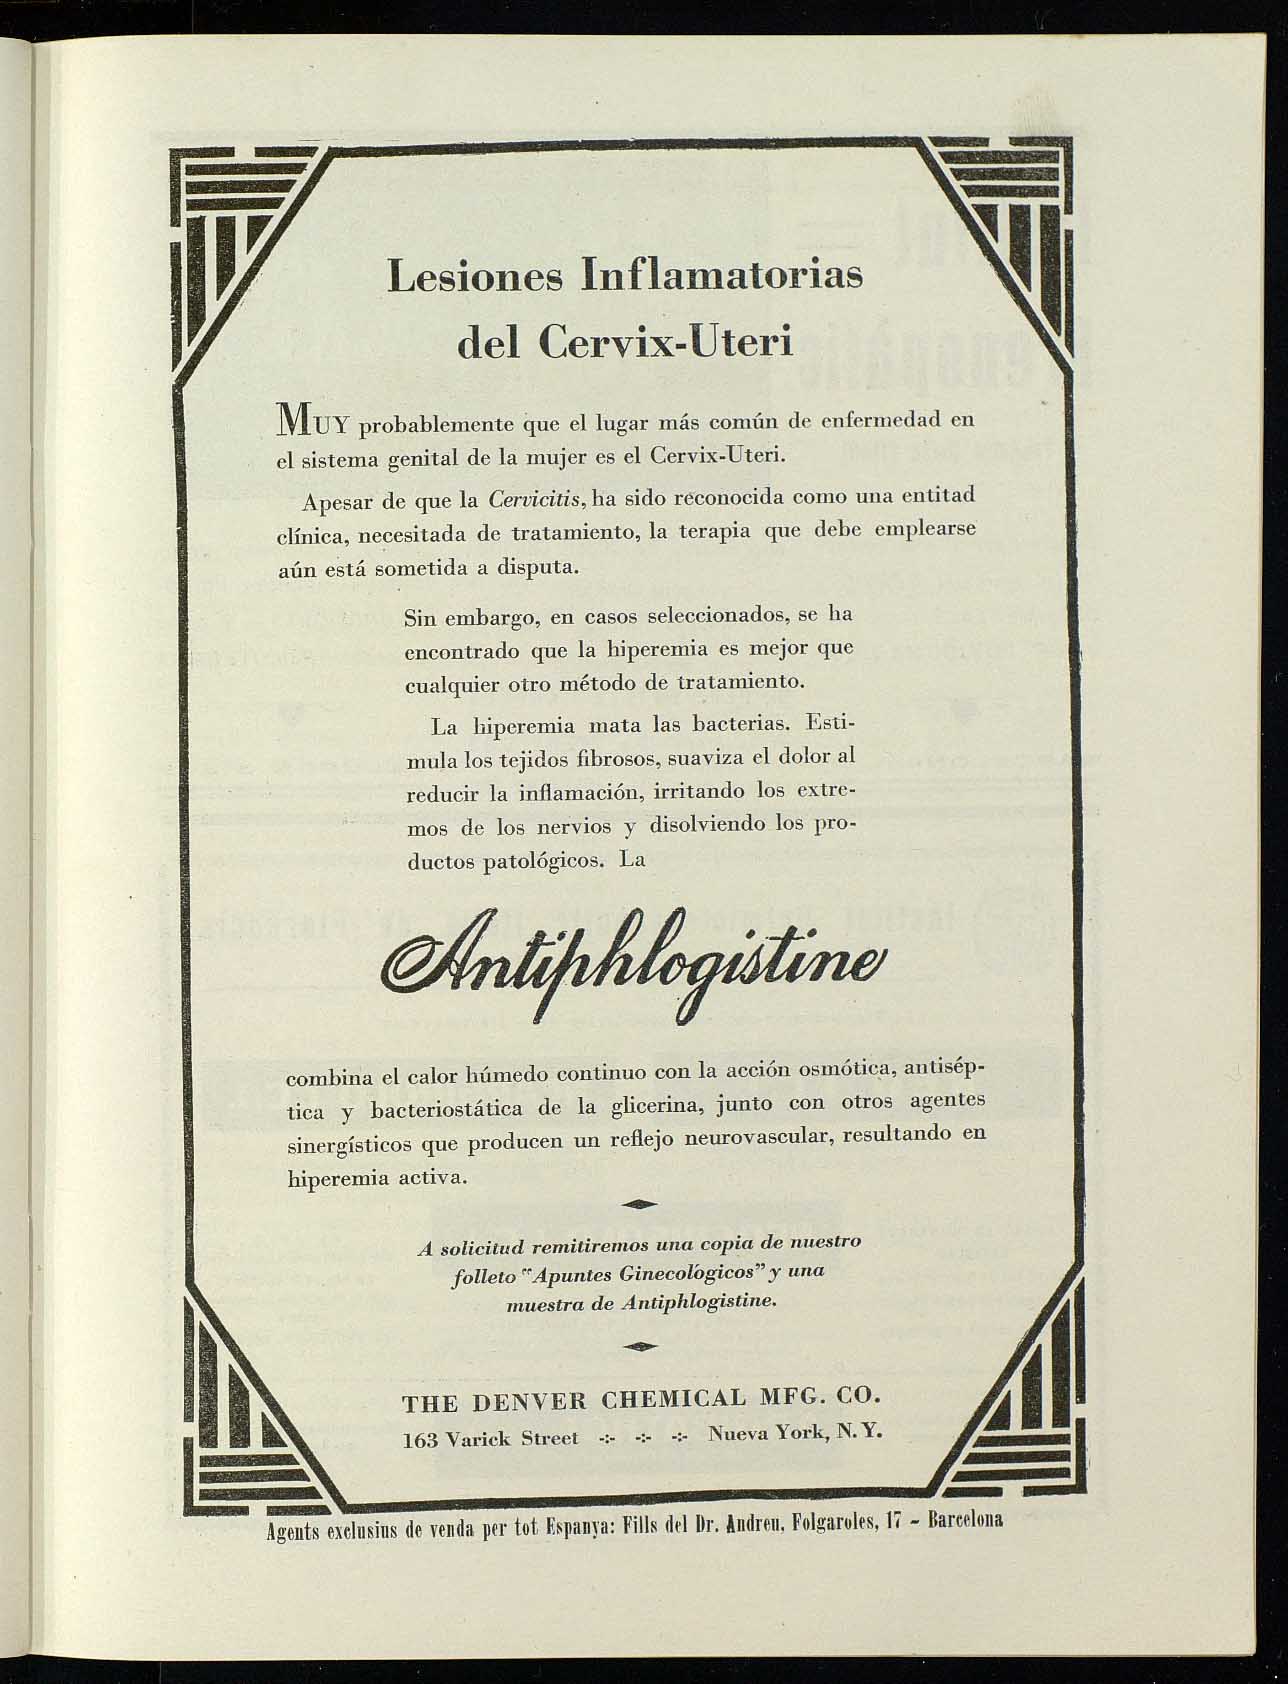 Lesiones Inflamatorias
del Cervix-Uteri
MUY probablemente que el lugar más común de enfermedad en
el sistema genital de la mujer es el Cervix-Uteri.
Apesar de que la Cervicitis, ha sido reconocida como una entitad
clínica, necesitada de tratamiento, la terapia que debe emplearse
aún está sometida a disputa.
Sin embargo, en casos seleccionados, se ha
encontrado que la hiperemia es mejor que
cualquier otro método de tratamiento.
La hiperemia mata las bacterias. Esti-
mula los tejidos fibrosos, suaviza el dolor al
reducir la inflamación, irritando los extre-
mos de los nervios y disolviendo los pro-
ductos patológicos. La
Antiphlogistine
combina el calor húmedo continuo con la acción osmótica, antisép-
tica y bacteriostática de la glicerina, junto con otros agentes
sinergísticos que producen un reflejo neurovascular, resultando en
hiperemia activa.
A solicitud remitiremos una copia de nuestro
folleto "Apuntes Ginecológicos" y una
muestra de Antiphlogistine.
THE DENVER CHEMICAL MFG. CO.
163 Varick Street -:- -:- -:- Nueva York, N. Y.
Agents exclusius de venda per tot Espanya: Fills del Dr. Andreu, Folgaroles, 17 - Barcelona